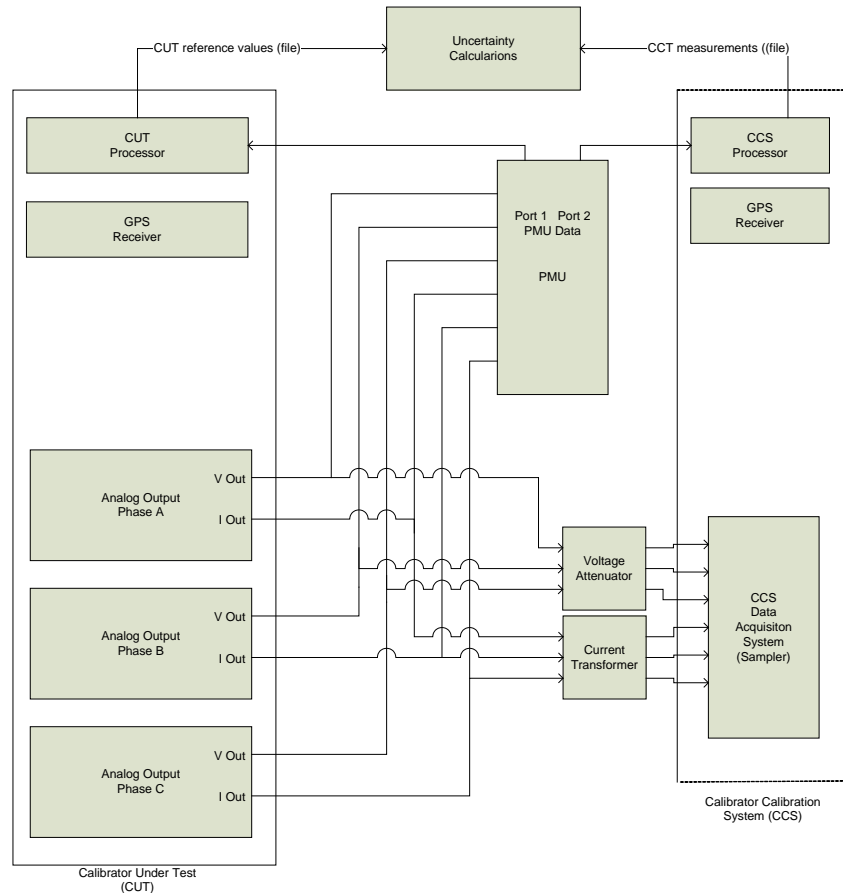 CUT reference values (file)
Uncertainty
Calcularions
CCT measurements ((file)
CUT
Processor
CCS
Processor
GPS
Receiver
Port 1 Port 2
PMU Data
PMU
GPS
Receiver
Analog Output
Phase A
V Out
I Out
Voltage
Attenuator
CCS
Data
Acquisiton
System
(Sampler)
Analog Output
Phase B
V Out
I Out
Current
Transformer
Analog Output
Phase C
V Out
I Out
Calibrator Calibration
System (CCS)
Calibrator Under Test
(CUT)